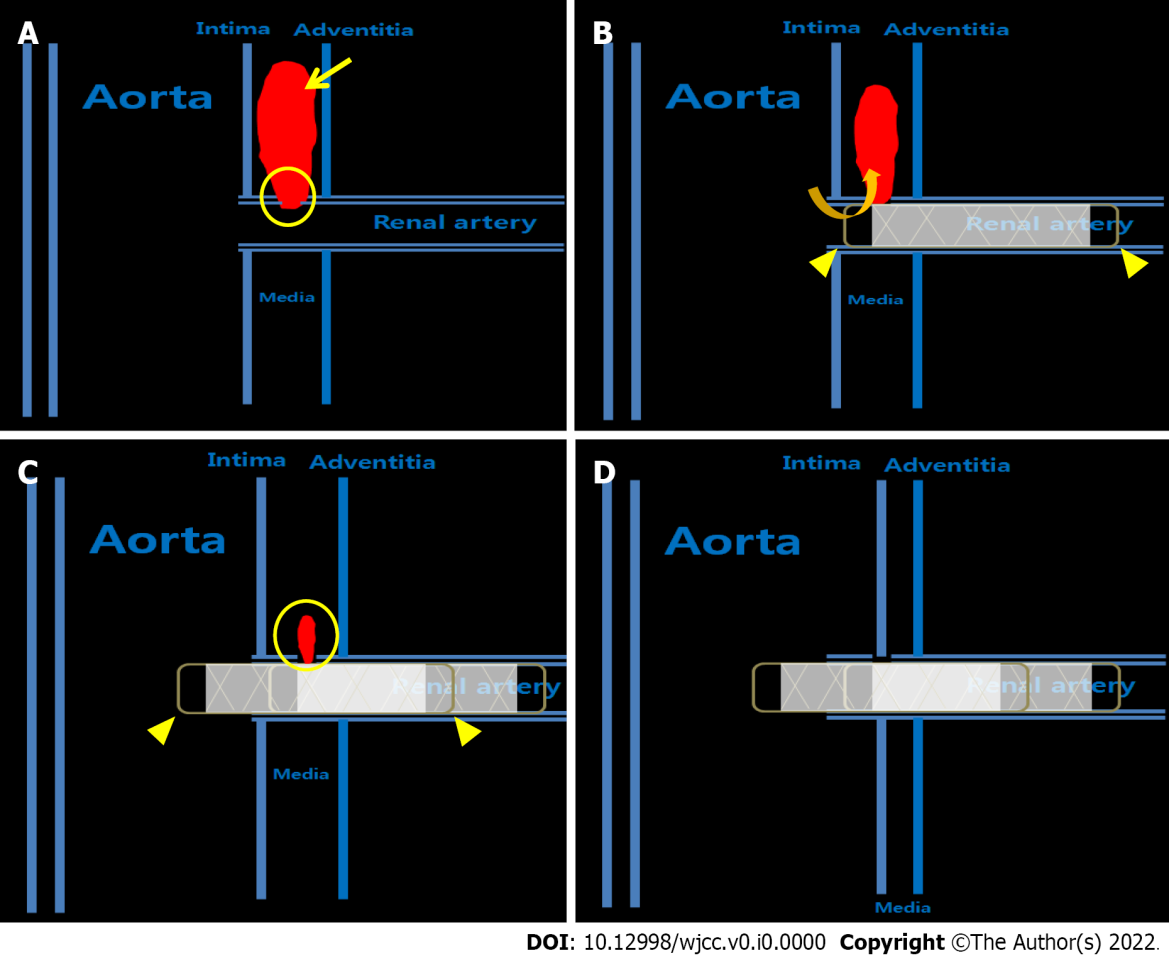 A
Intima Adventitia
Aorta
Renal artery
Media
B
Intima Adventitia
Aorta
Renal artery
Media
C
Intima Adventitia
Aorta
Renal artery
Media
D
Intima Adventitia
Aorta
Renal artery
Media
DOI: 10.12998/wjcc.v0.i0.0000 Copyright ©The Author(s) 2022.